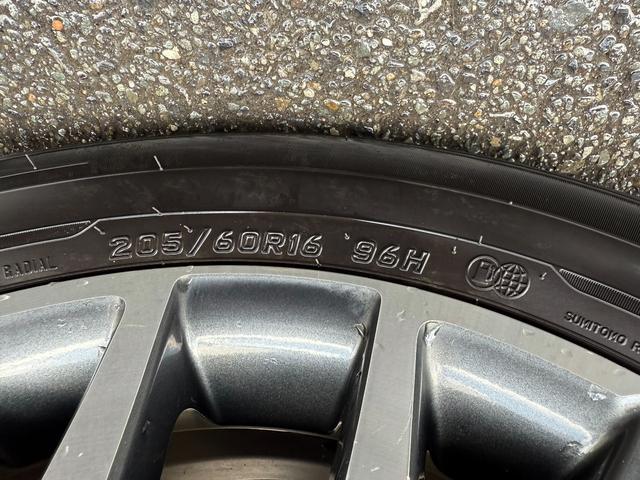 RADIAL
205/60R16 96H
SUMITOMO R